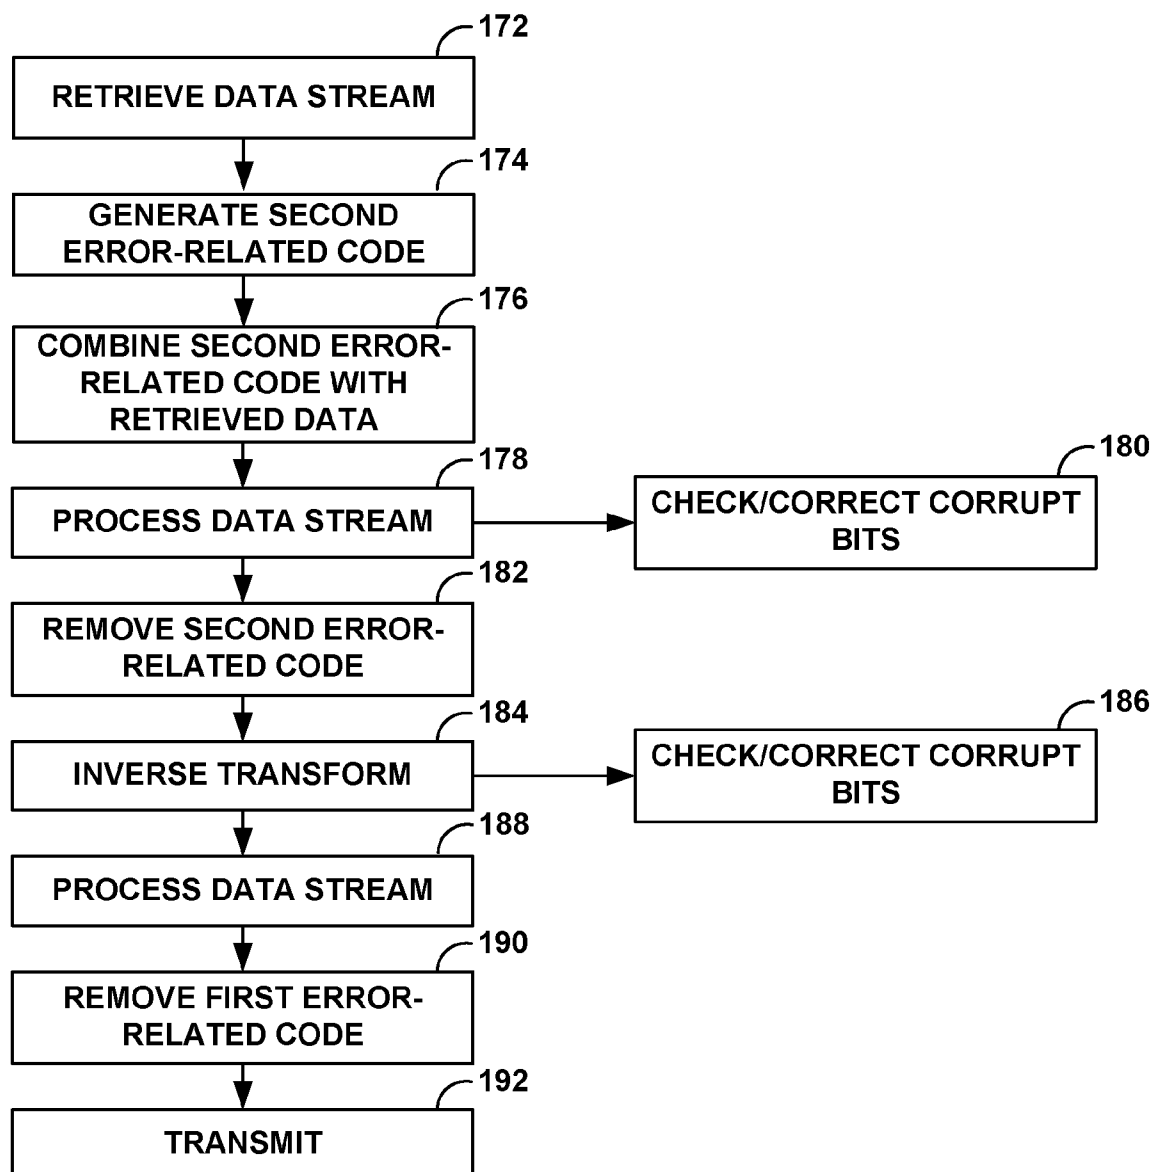 172
RETRIEVE DATA STREAM
174
GENERATE SECOND
ERROR-RELATED CODE
176
COMBINE SECOND ERROR-
RELATED CODE WITH
RETRIEVED DATA
178
PROCESS DATA STREAM
180
CHECK/CORRECT CORRUPT
BITS
182
REMOVE SECOND ERROR-
RELATED CODE
184
INVERSE TRANSFORM
186
CHECK/CORRECT CORRUPT
BITS
188
PROCESS DATA STREAM
190
REMOVE FIRST ERROR-
RELATED CODE
192
TRANSMIT